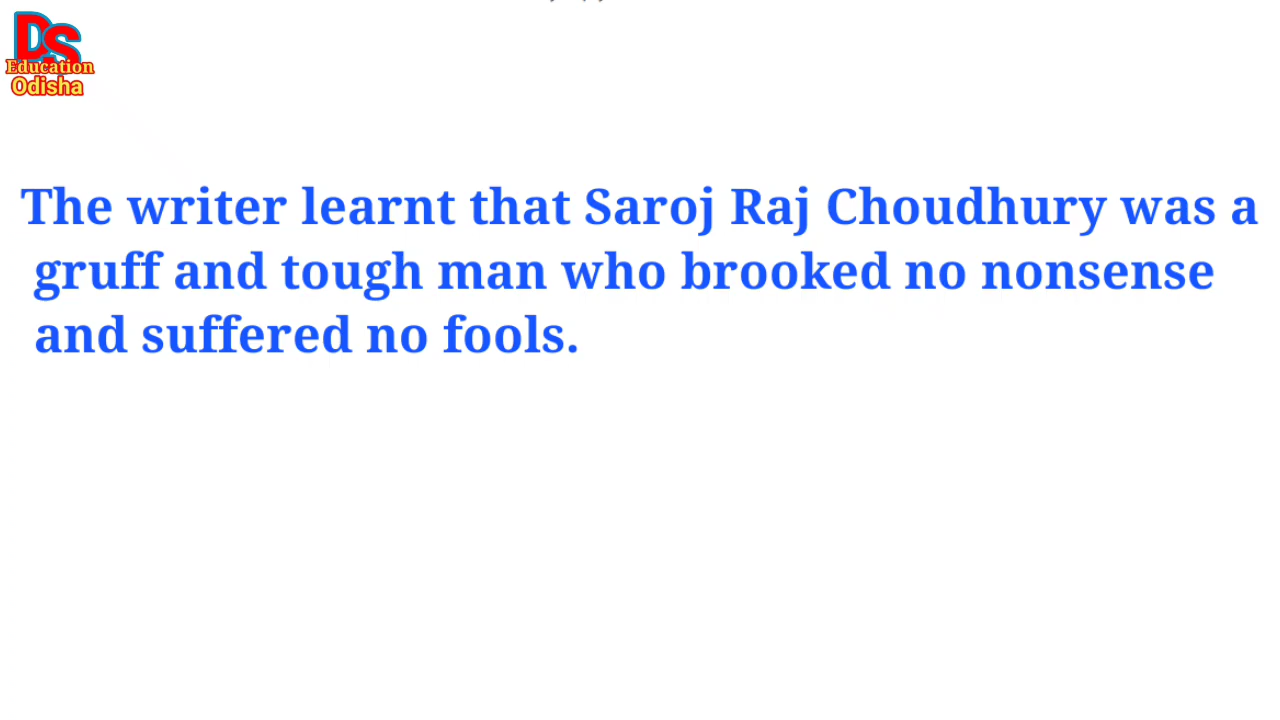 DS
Education
Odisha
The writer learnt that Saroj Raj Choudhury was a
gruff and tough man who brooked no nonsense
and suffered no fools.